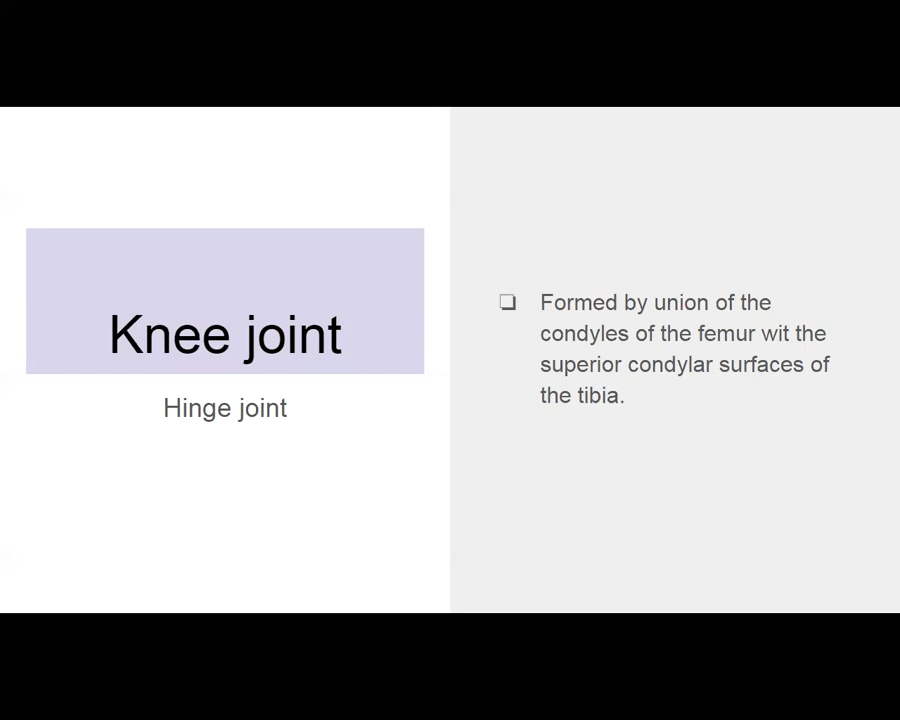 Knee joint
Hinge joint
❏ Formed by union of the
condyles of the femur wit the
superior condylar surfaces of
the tibia.